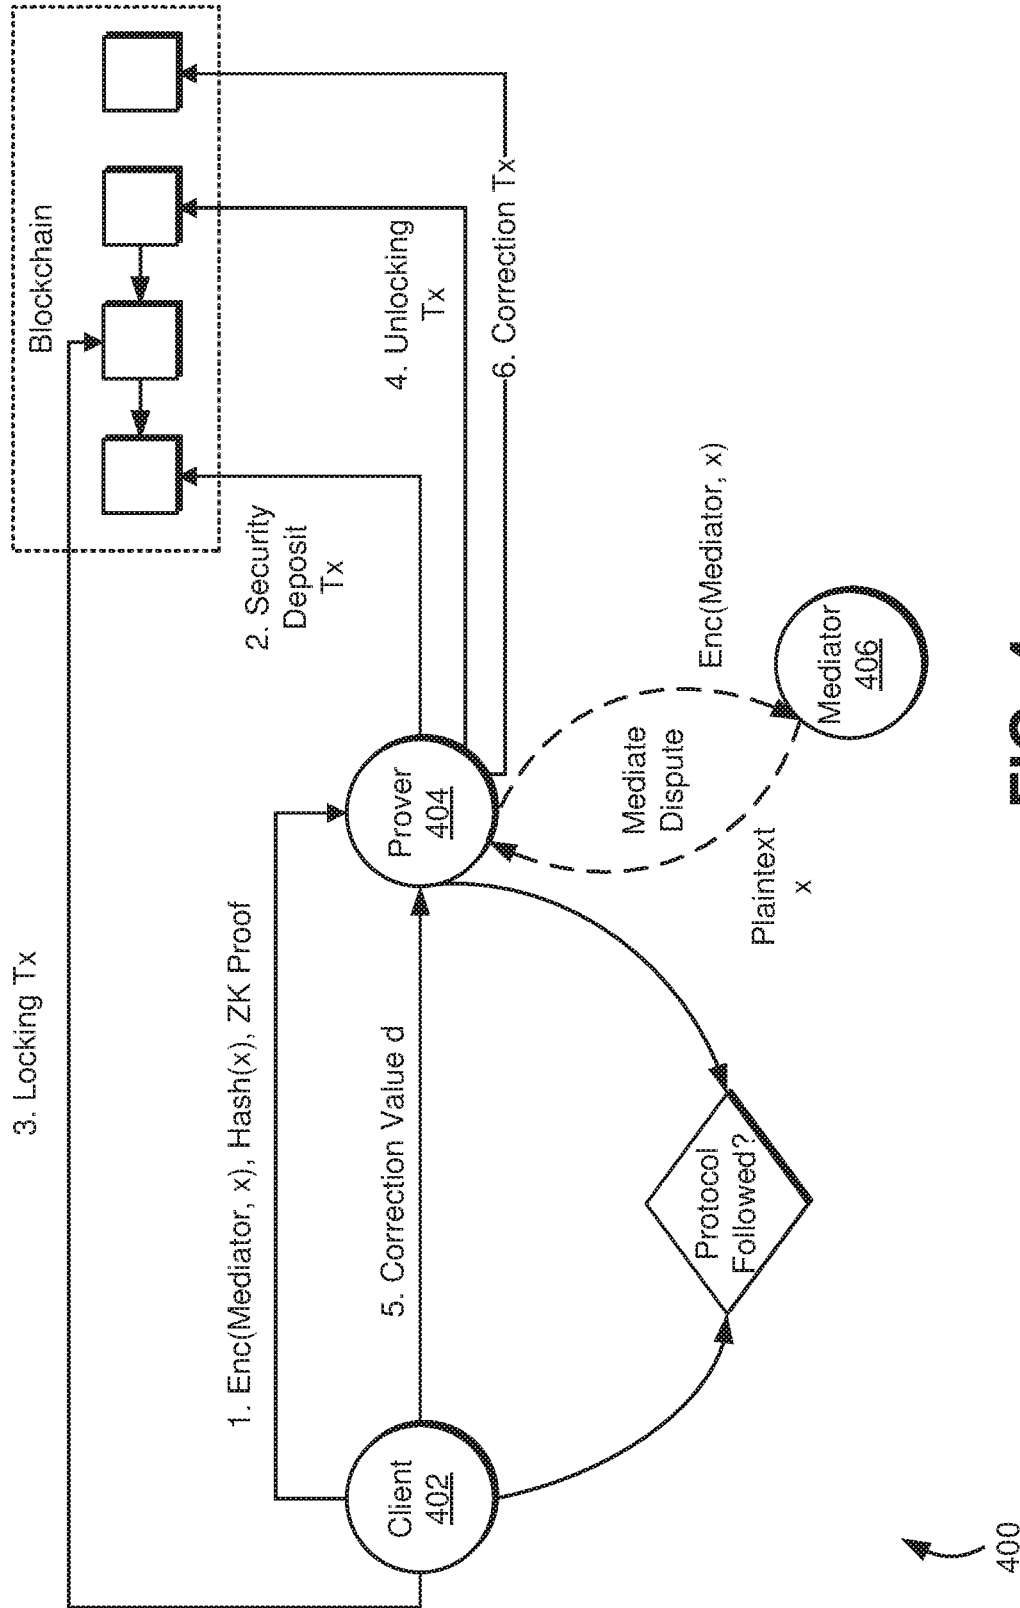 3. Locking Tx
Blockchain
1. Enc(Mediator, x), Hash(x), ZK Proof
2. Security
Deposit
Tx
4. Unlocking
Tx
5. Correction Value d
6. Correction Tx
Client
402
Prover
404
Enc(Mediator, x)
Mediate
Dispute
Plaintext
x
Mediator
406
Protocol
Followed?
400